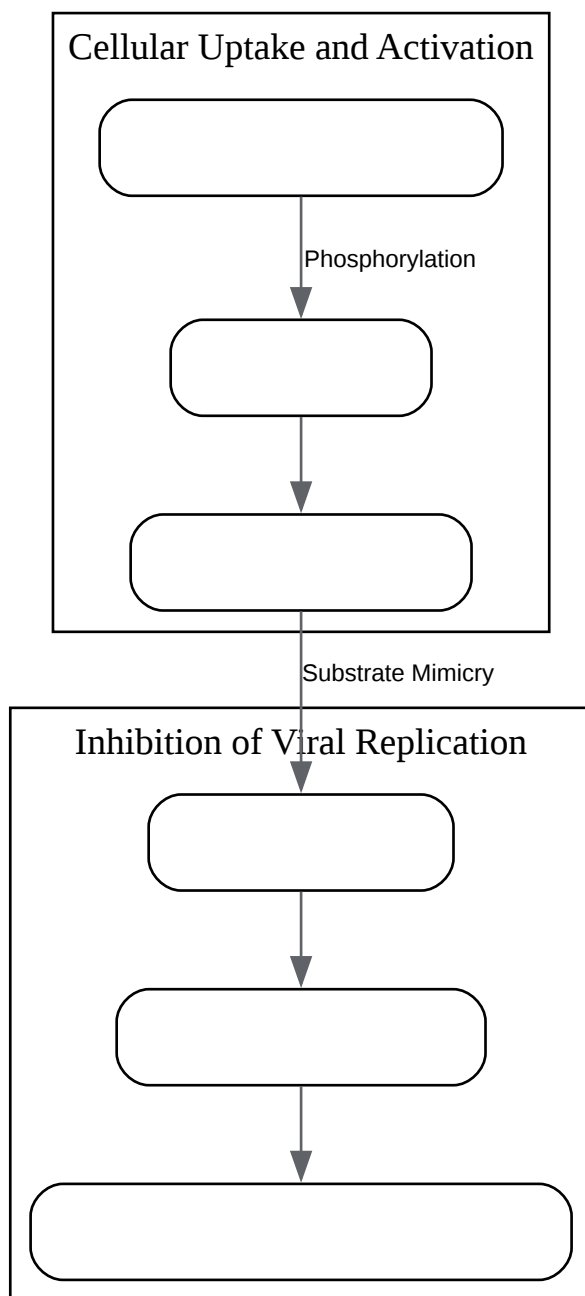 Cellular Uptake and Activation
Phosphorylation
Substrate Mimicry
Inhibition of Viral Replication